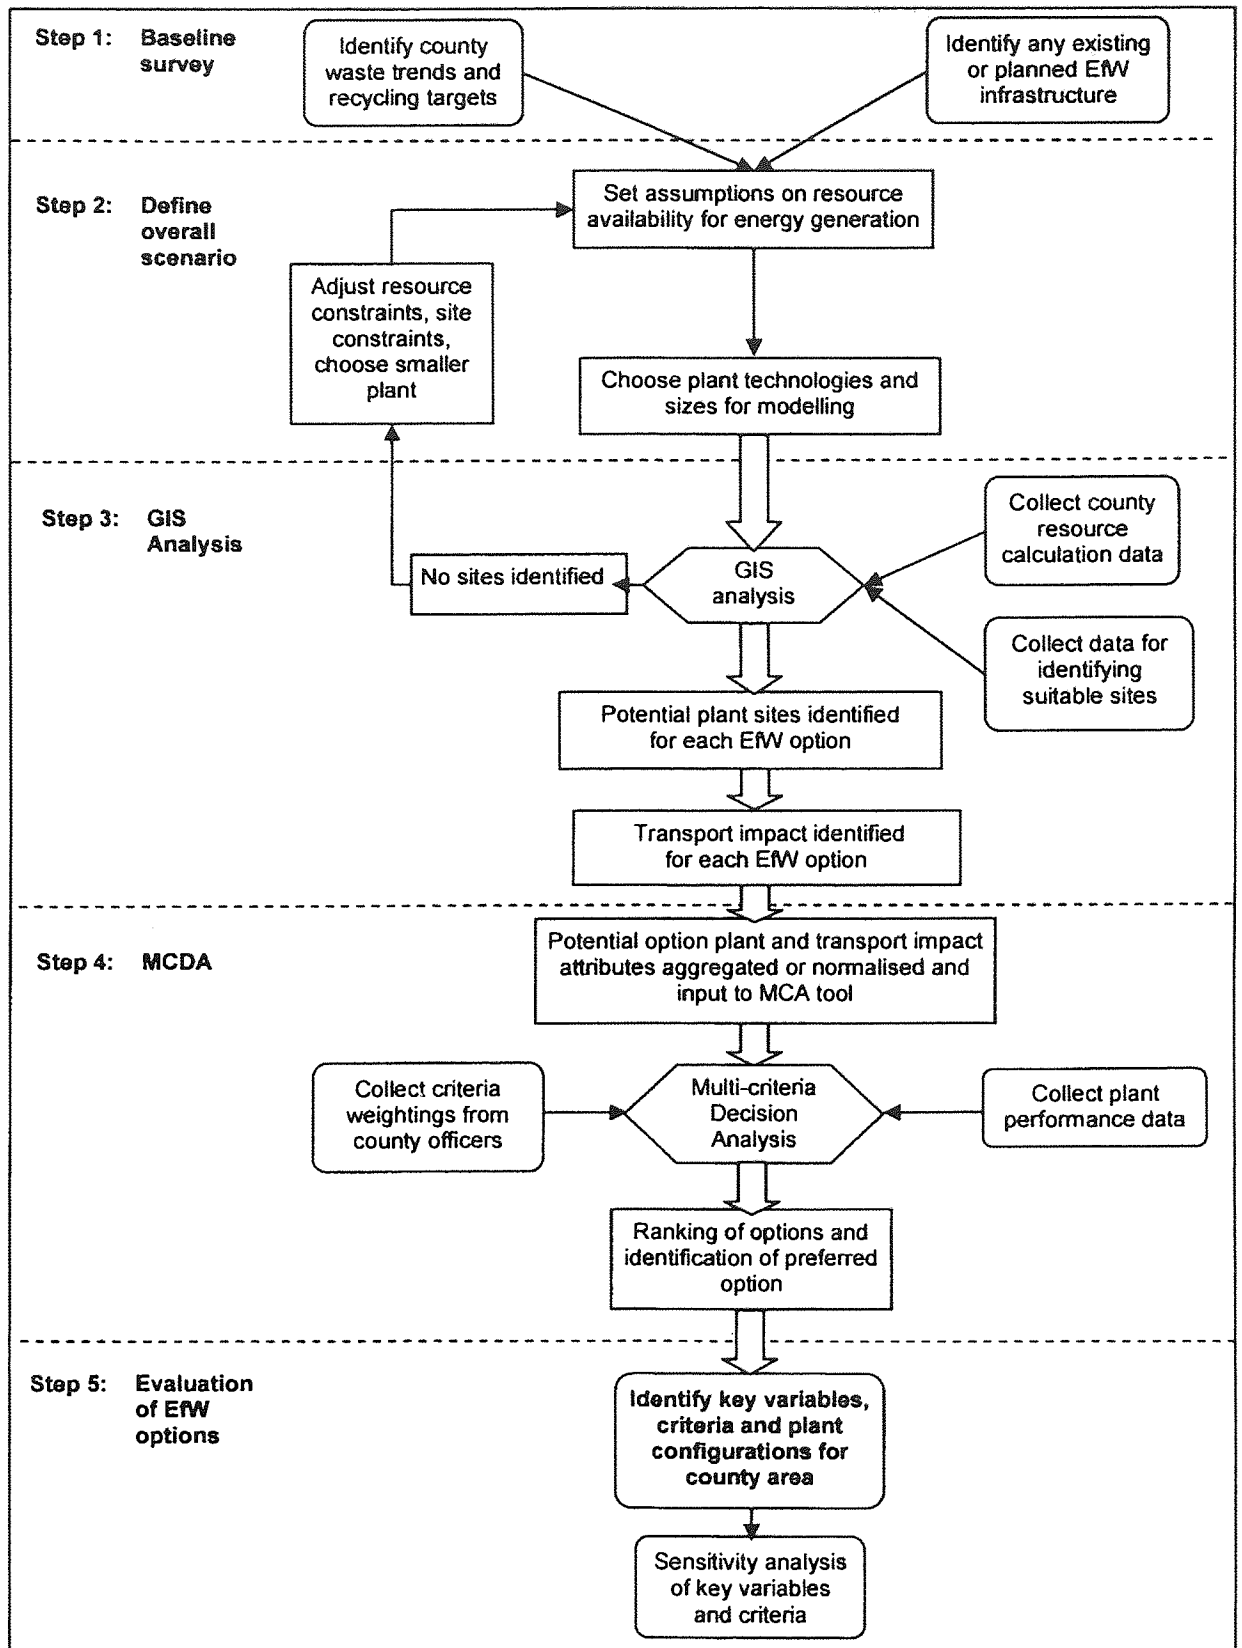 Step 1: Baseline
survey
Identify county
waste trends and
recycling targets
Identify any existing
or planned EfW
infrastructure
Step 2: Define
overall
scenario
Set assumptions on resource
availability for energy generation
Adjust resource
constraints, site
constraints,
choose smaller
plant
Choose plant technologies and
sizes for modelling
Step 3: GIS
Analysis
No sites identified
GIS
analysis
Collect county
resource
calculation data
Collect data for
identifying
suitable sites
Potential plant sites identified
for each EfW option
Transport impact identified
for each EfW option
Step 4: MCDA
Potential option plant and transport impact
attributes aggregated or normalised and
input to MCA tool
Collect criteria
weightings from
county officers
Multi-criteria
Decision
Analysis
Collect plant
performance data
Ranking of options and
identification of preferred
option
Step 5: Evaluation
of EfW
options
Identify key variables,
criteria and plant
configurations for
county area
Sensitivity analysis
of key variables
and criteria